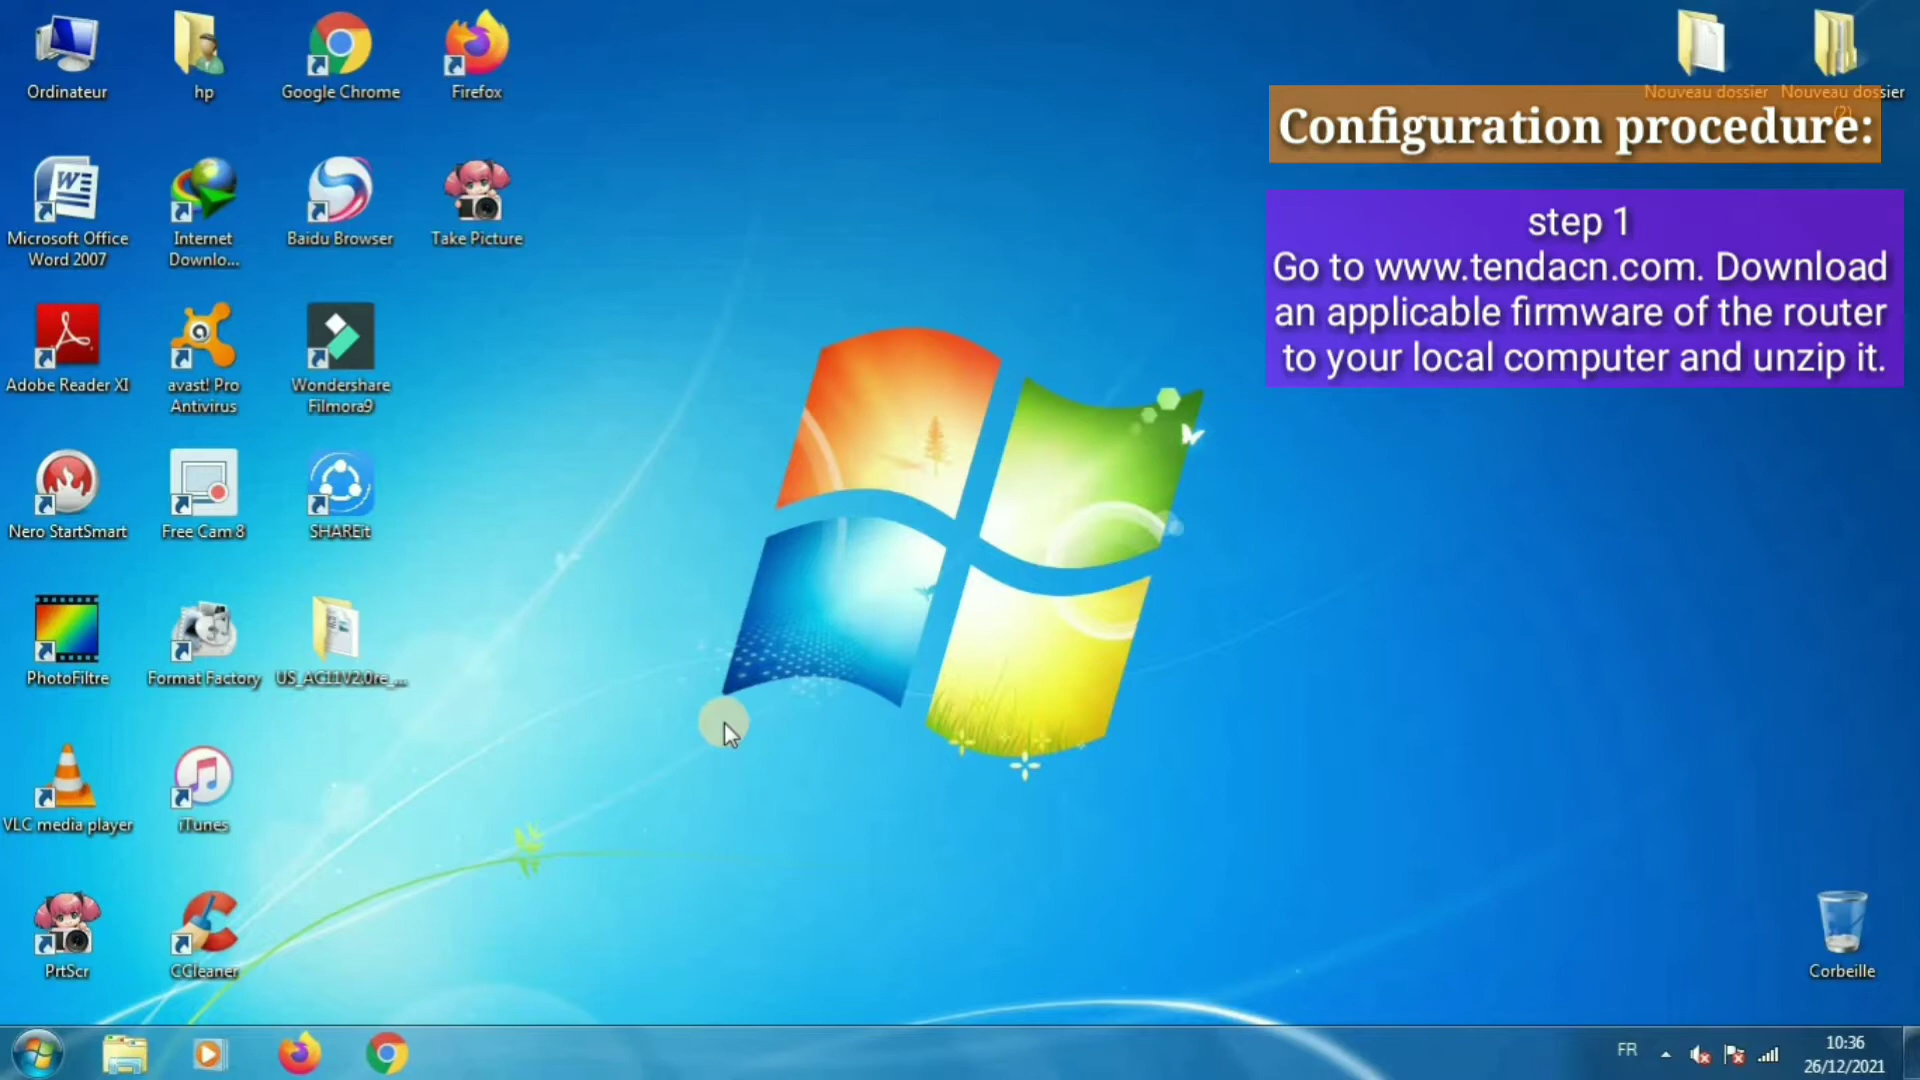 Ordinateur
hp
Google Chrome
Firefox
Nouveau dossier
Nouveau dossier
(2)
Configuration procedure:
step 1
Go to www.tendacn.com. Download
an applicable firmware of the router
to your local computer and unzip it.
Microsoft Office
Word 2007
Internet
Downlo...
Baidu Browser
Take Picture
Adobe Reader XI
avast! Pro
Antivirus
Wondershare
Filmora9
Nero StartSmart
Free Cam 8
SHAREit
PhotoFiltre
Format Factory
US_AC11V2.0re_...
VLC media player
iTunes
PrtScr
CCleaner
Corbeille
FR
10:36
26/12/2021